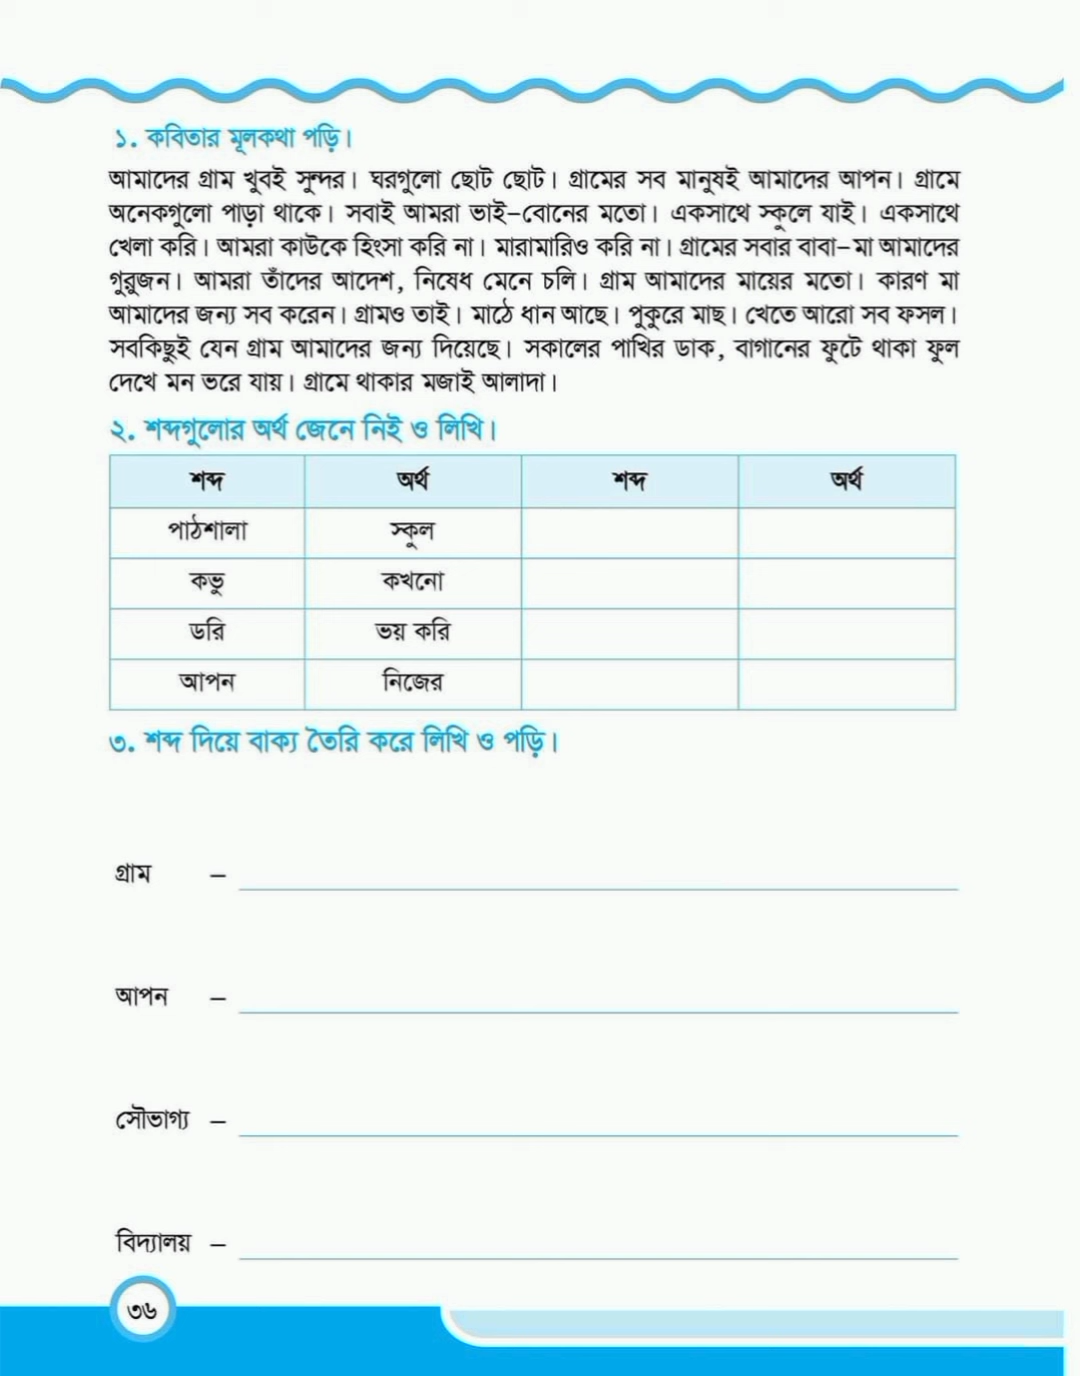 ১. কবিতার মূলকথা পড়ি।
আমাদের গ্রাম খুবই সুন্দর। ঘরগুলো ছোট ছোট। গ্রামের সব মানুষই আমাদের আপন। গ্রামে
অনেকগুলো পাড়া থাকে। সবাই আমরা ভাই-বোনের মতো। একসাথে স্কুলে যাই। একসাথে
খেলা করি। আমরা কাউকে হিংসা করি না। মারামারিও করি না। গ্রামের সবার বাবা-মা আমাদের
গুরুজন। আমরা তাঁদের আদেশ, নিষেধ মেনে চলি। গ্রাম আমাদের মায়ের মতো। কারণ মা
আমাদের জন্য সব করেন। গ্রামও তাই। মাঠে ধান আছে। পুকুরে মাছ। খেতে আরো সব ফসল।
সবকিছুই যেন গ্রাম আমাদের জন্য দিয়েছে। সকালের পাখির ডাক, বাগানের ফুটে থাকা ফুল
দেখে মন ভরে যায়। গ্রামে থাকার মজাই আলাদা।
২. শব্দগুলোর অর্থ জেনে নিই ও লিখি।
শব্দ অর্থ শব্দ অর্থ
পাঠশালা স্কুল
কভু কখনো
ডরি ভয় করি
আপন নিজের
৩. শব্দ দিয়ে বাক্য তৈরি করে লিখি ও পড়ি।
গ্রাম –
আপন –
সৌভাগ্য –
বিদ্যালয় –
৩৬